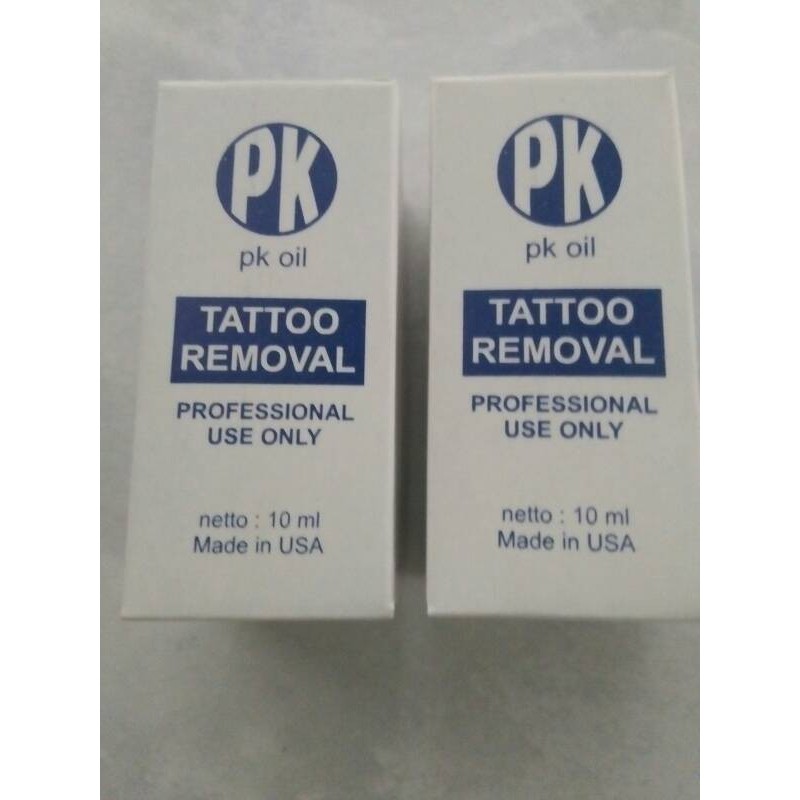 PK
pk oil
TATTOO
REMOVAL
PROFESSIONAL
USE ONLY
netto : 10 ml
Made in USA
PK
pk oil
TATTOO
REMOVAL
PROFESSIONAL
USE ONLY
netto : 10 ml
Made in USA